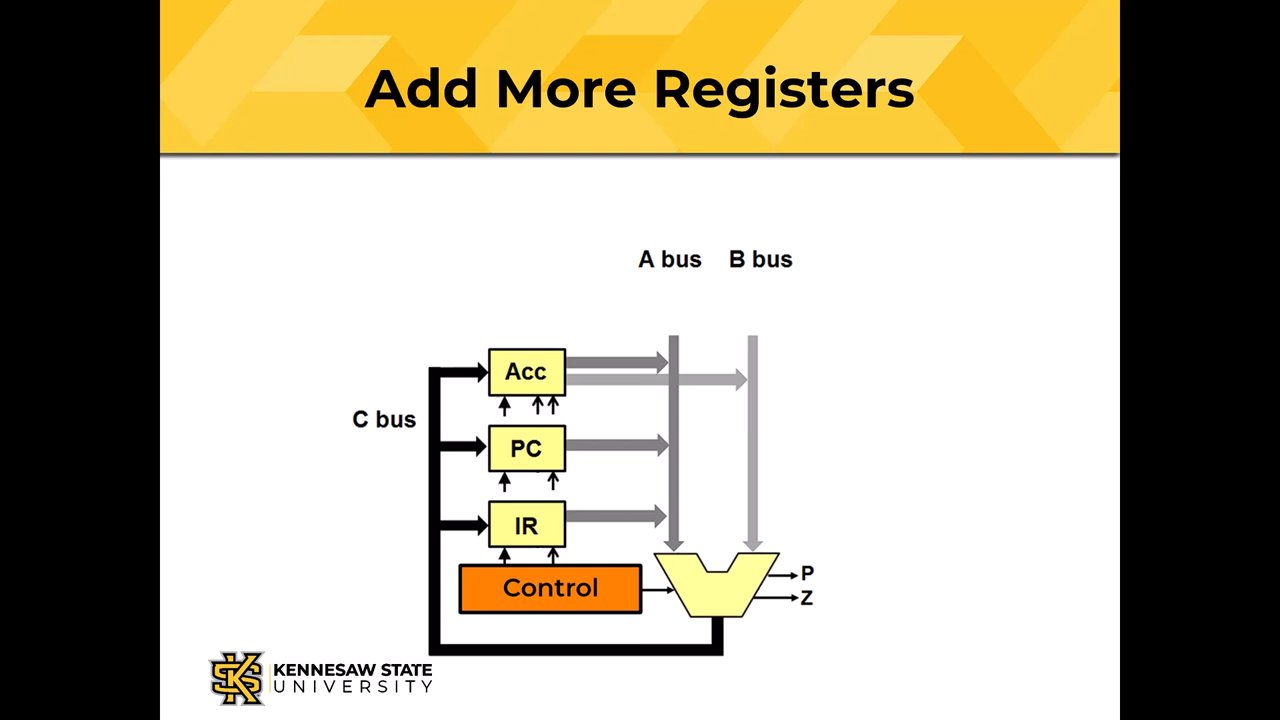 Add More Registers
A bus B bus
Acc
C bus
PC
IR
Control
P
Z
KENNESAW STATE
UNIVERSITY